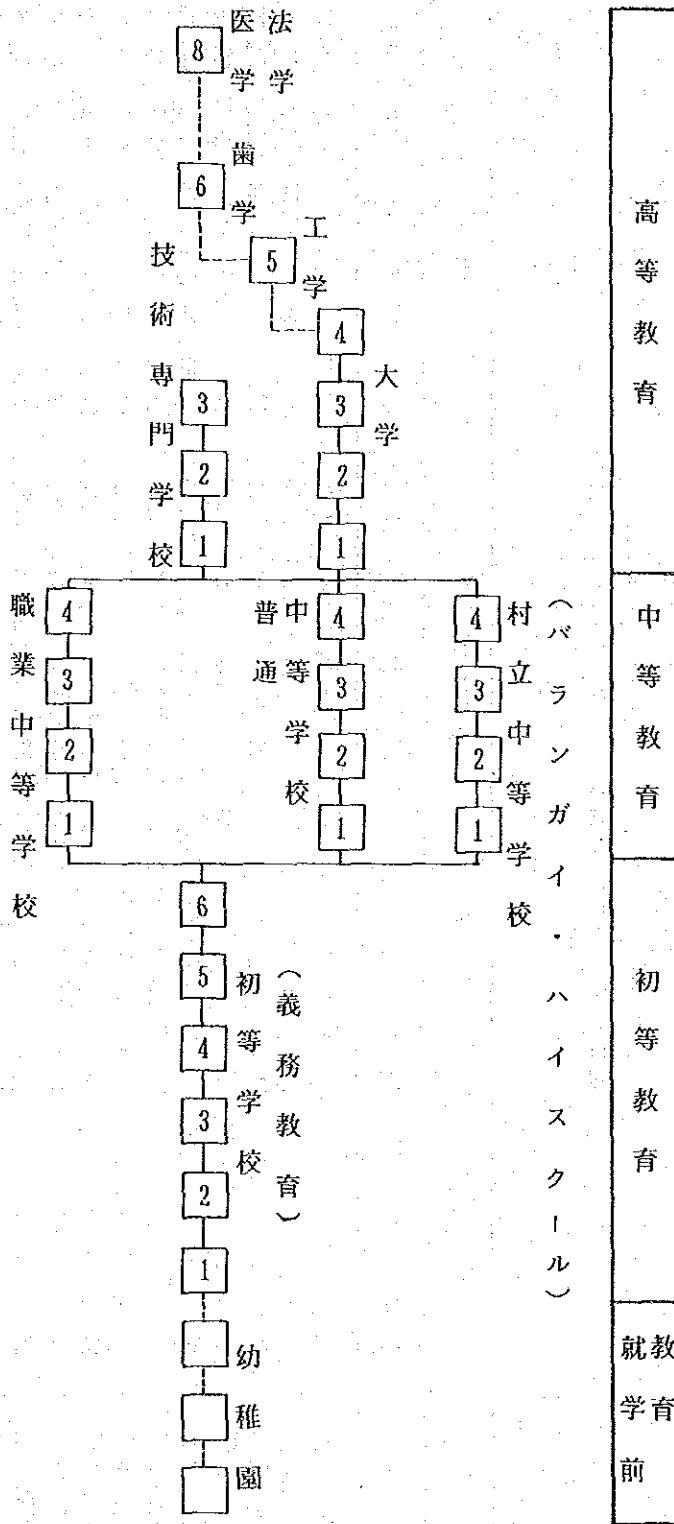 8
医学
法学
6
歯学
5
工学
技術専門学校
3
2
1
4
3
2
1
大学
職業中等学校
4
3
2
1
普通
中等学校
4
3
2
1
4
3
2
1
村立中等学校
(バランガイ・ハイスクール)
6
5
4
3
2
1
初等学校
(義務教育)
幼稚園
高等教育
中等教育
初等教育
就学前
教育